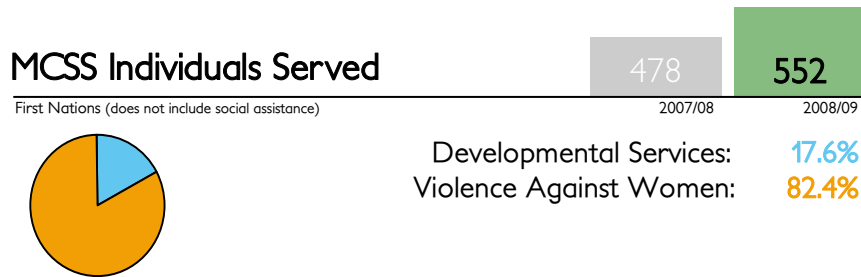 MCSS Individuals Served 478 552
First Nations (does not include social assistance) 2007/08 2008/09
Developmental Services: 17.6%
Violence Against Women: 82.4%